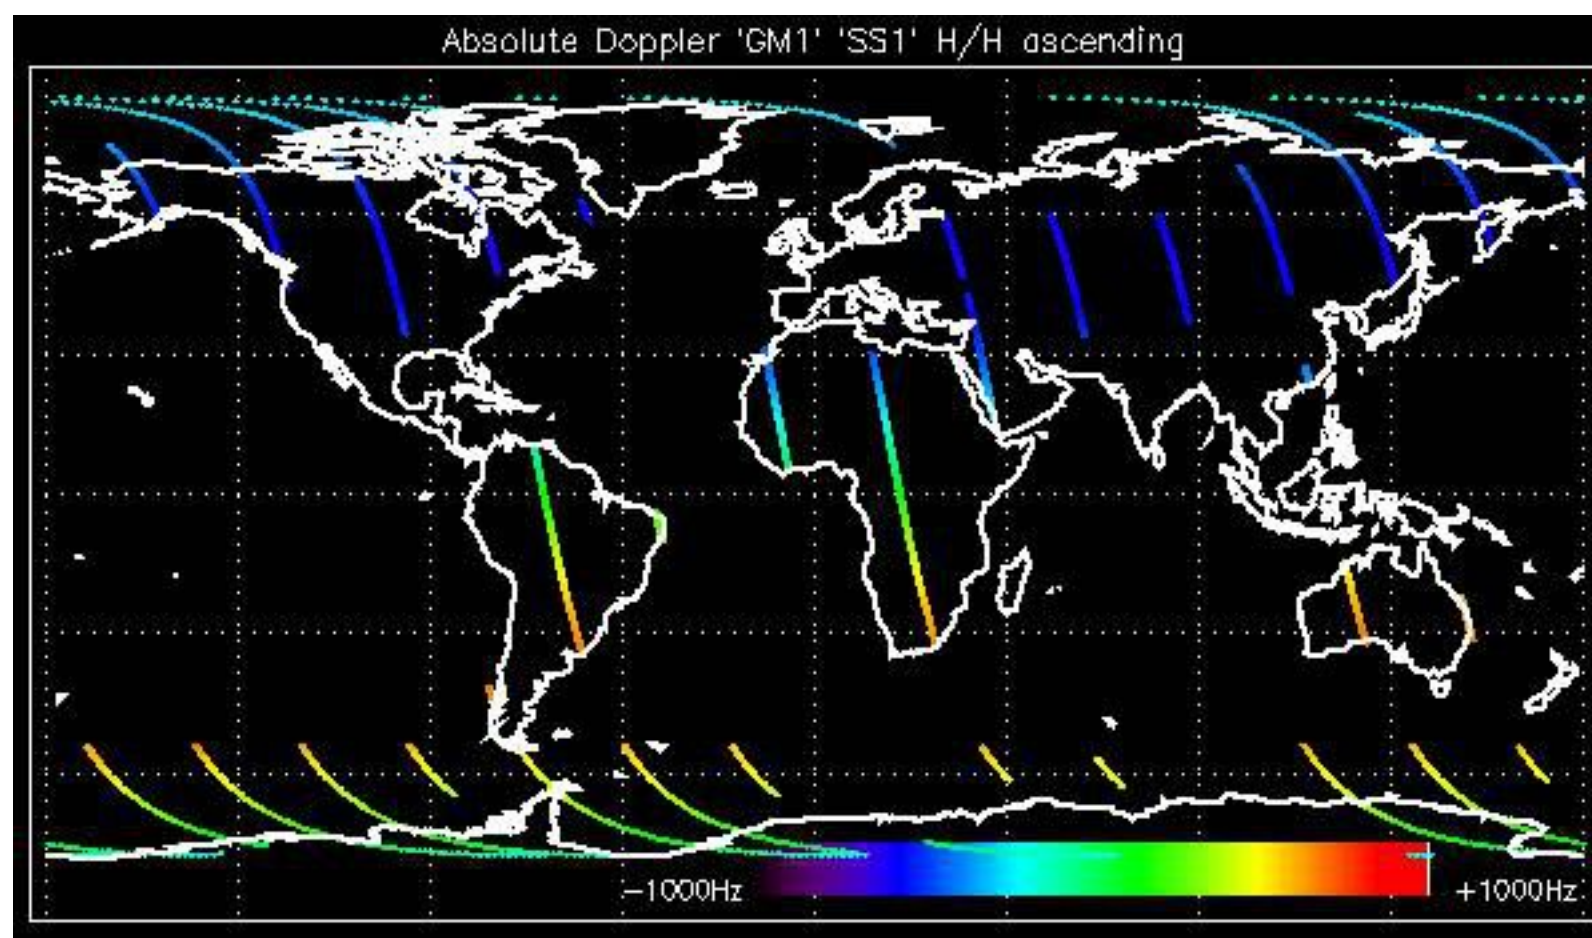 Absolute Doppler 'GM1' 'SS1' H/H ascending
−1000Hz
+1000Hz